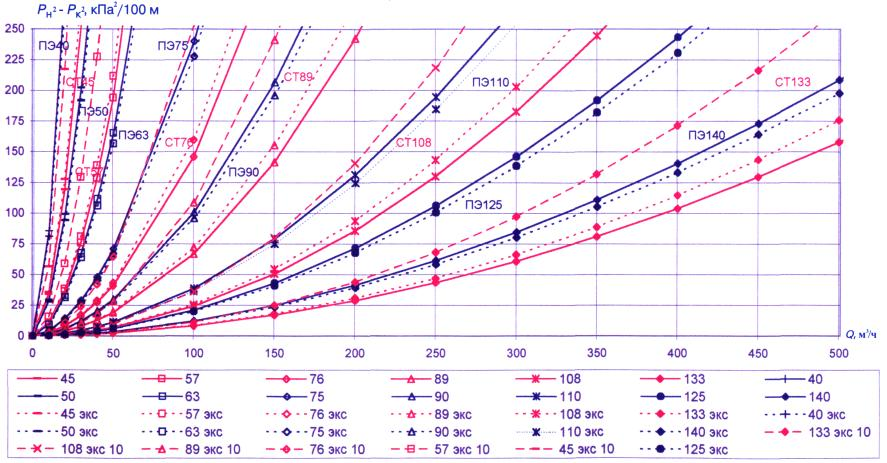 Pн² - Pк², кПа²/100 м
250
225
200
175
150
125
100
75
50
25
0
ПЭ40
ПЭ75
СТ45
СТ89
ПЭ50
ПЭ63
СТ76
СТ57
ПЭ90
ПЭ110
СТ108
СТ133
ПЭ140
ПЭ125
0 50 100 150 200 250 300 350 400 450 500
Q, м³/ч
45 57 76 89 108 133 40
50 63 75 90 110 125 140
45 экс 57 экс 76 экс 89 экс 108 экс 133 экс 40 экс
50 экс 63 экс 75 экс 90 экс 110 экс 140 экс 133 экс 10
108 экс 10 89 экс 10 76 экс 10 57 экс 10 45 экс 10 125 экс